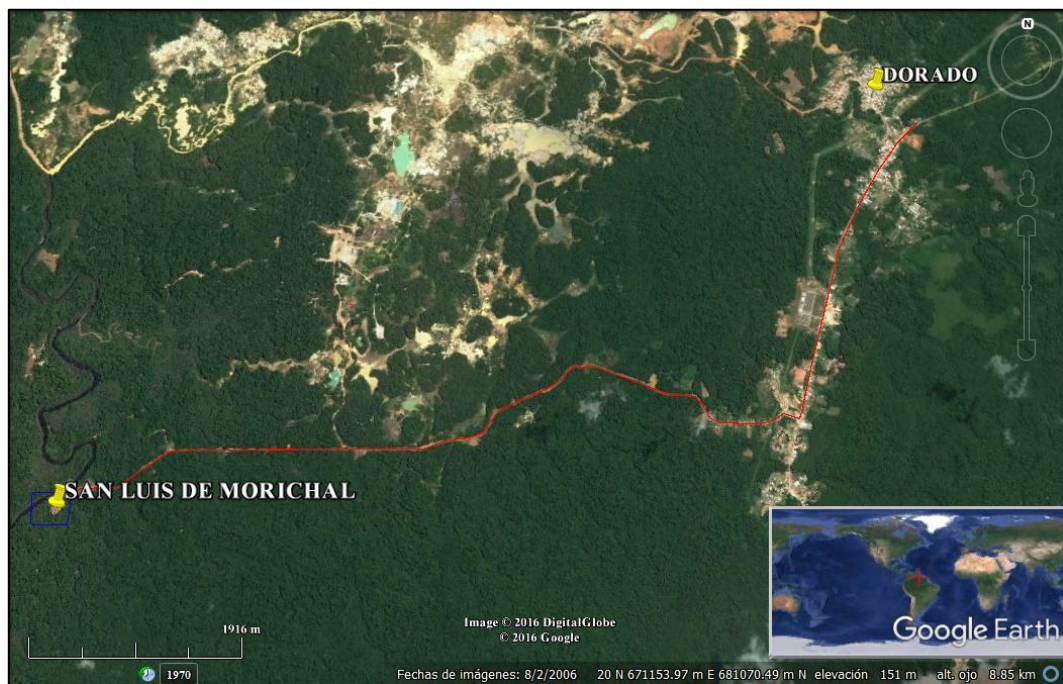 N
DORADO
SAN LUIS DE MORICHAL
1916 m
Image © 2016 DigitalGlobe
© 2016 Google
Google Earth
1970
Fechas de imágenes: 8/2/2006 20 N 671153.97 m E 681070.49 m N elevación 151 m alt. ojo 8.85 km